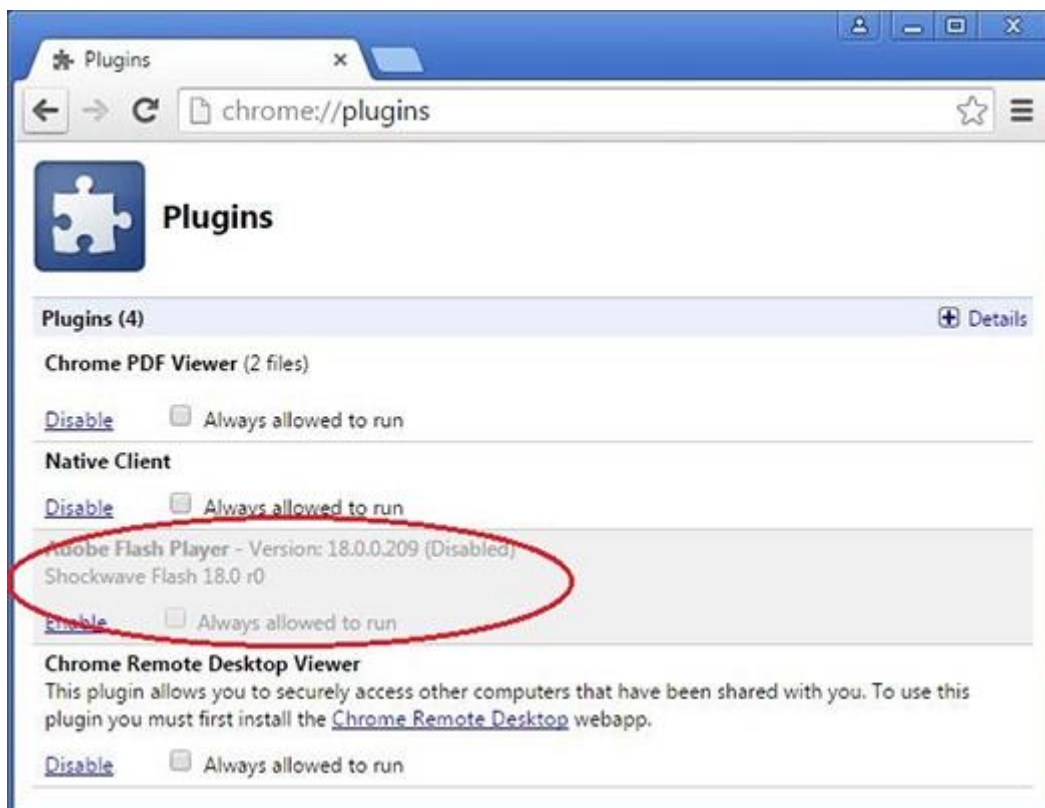 Plugins
chrome://plugins
Plugins
Plugins (4)
Details
Chrome PDF Viewer (2 files)
Disable Always allowed to run
Native Client
Disable Always allowed to run
Adobe Flash Player - Version: 18.0.0.209 (Disabled)
Shockwave Flash 18.0 r0
Enable Always allowed to run
Chrome Remote Desktop Viewer
This plugin allows you to securely access other computers that have been shared with you. To use this
plugin you must first install the Chrome Remote Desktop webapp.
Disable Always allowed to run